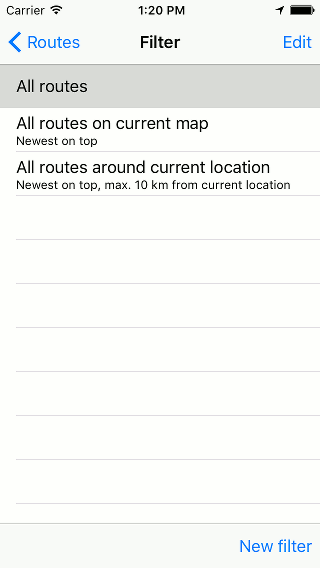 Carrier 1:20 PM
Routes Filter Edit
All routes
All routes on current map
Newest on top
All routes around current location
Newest on top, max. 10 km from current location
New filter